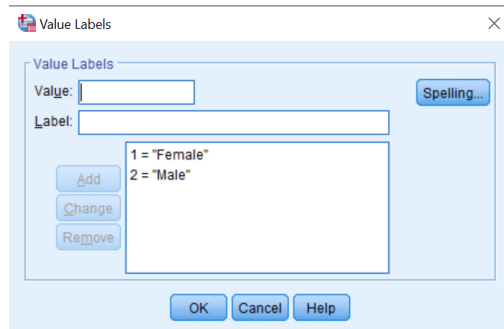 Value Labels
Value Labels
Value:
Spelling...
Label:
1 = "Female"
2 = "Male"
Add
Change
Remove
OK Cancel Help